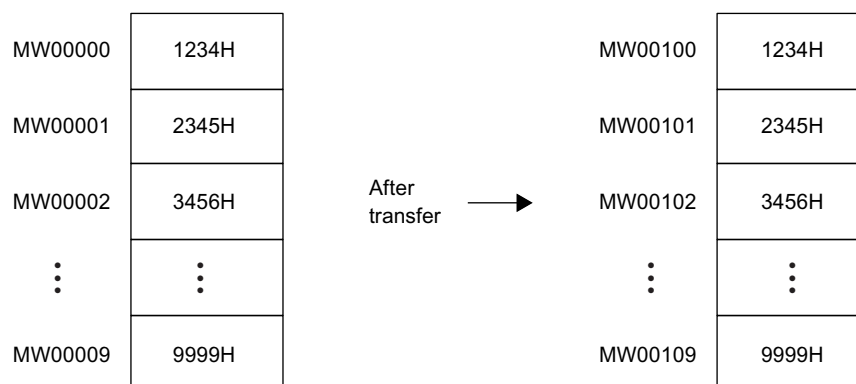 MW00000 1234H MW00100 1234H
MW00001 2345H MW00101 2345H
MW00002 3456H After transfer MW00102 3456H
MW00009 9999H MW00109 9999H